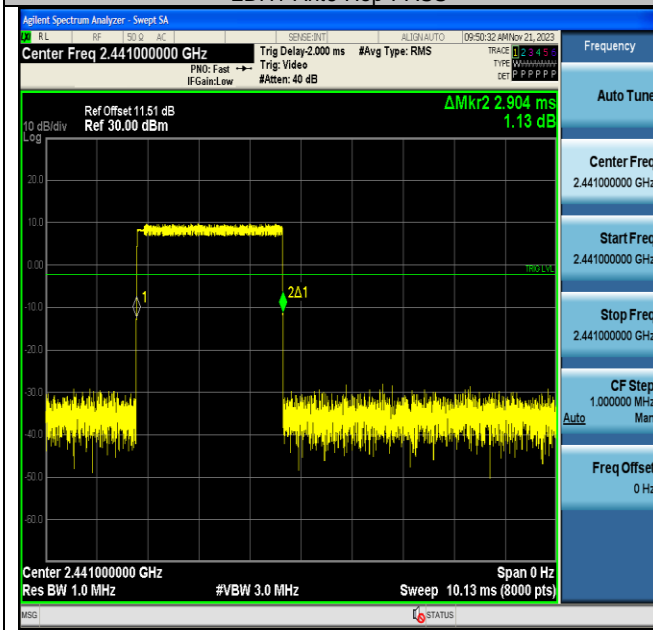 Agilent Spectrum Analyzer - Swept SA
RL RF 50 Ω AC SENSE:INT ALIGNAUTO 09:50:32 AM Nov 21, 2023
Center Freq 2.441000000 GHz
PNO: Fast
IFGain:Low
Trig Delay-2.000 ms
Trig: Video
#Atten: 40 dB
#Avg Type: RMS
TRACE 1 2 3 4 5 6
TYPE
DET P P P P P P
Ref Offset 11.51 dB
10 dB/div Ref 30.00 dBm
Log
ΔMkr2 2.904 ms
1.13 dB
20.0
10.0
0.00
TRIG LVL
-10.0
1
2Δ1
-20.0
-30.0
-40.0
-50.0
-60.0
Center 2.441000000 GHz Span 0 Hz
Res BW 1.0 MHz #VBW 3.0 MHz Sweep 10.13 ms (8000 pts)
MSG STATUS
Frequency
Auto Tune
Center Freq
2.441000000 GHz
Start Freq
2.441000000 GHz
Stop Freq
2.441000000 GHz
CF Step
1.000000 MHz
Auto Man
Freq Offset
0 Hz